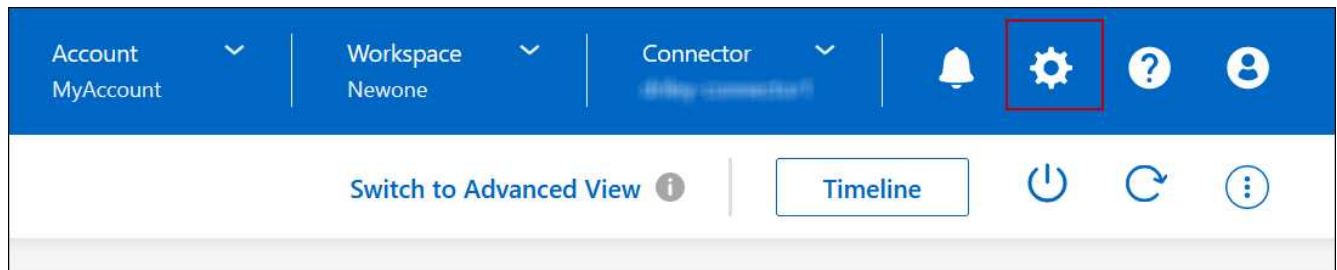 Account
MyAccount
Workspace
Newone
Connector
Switch to Advanced View
Timeline